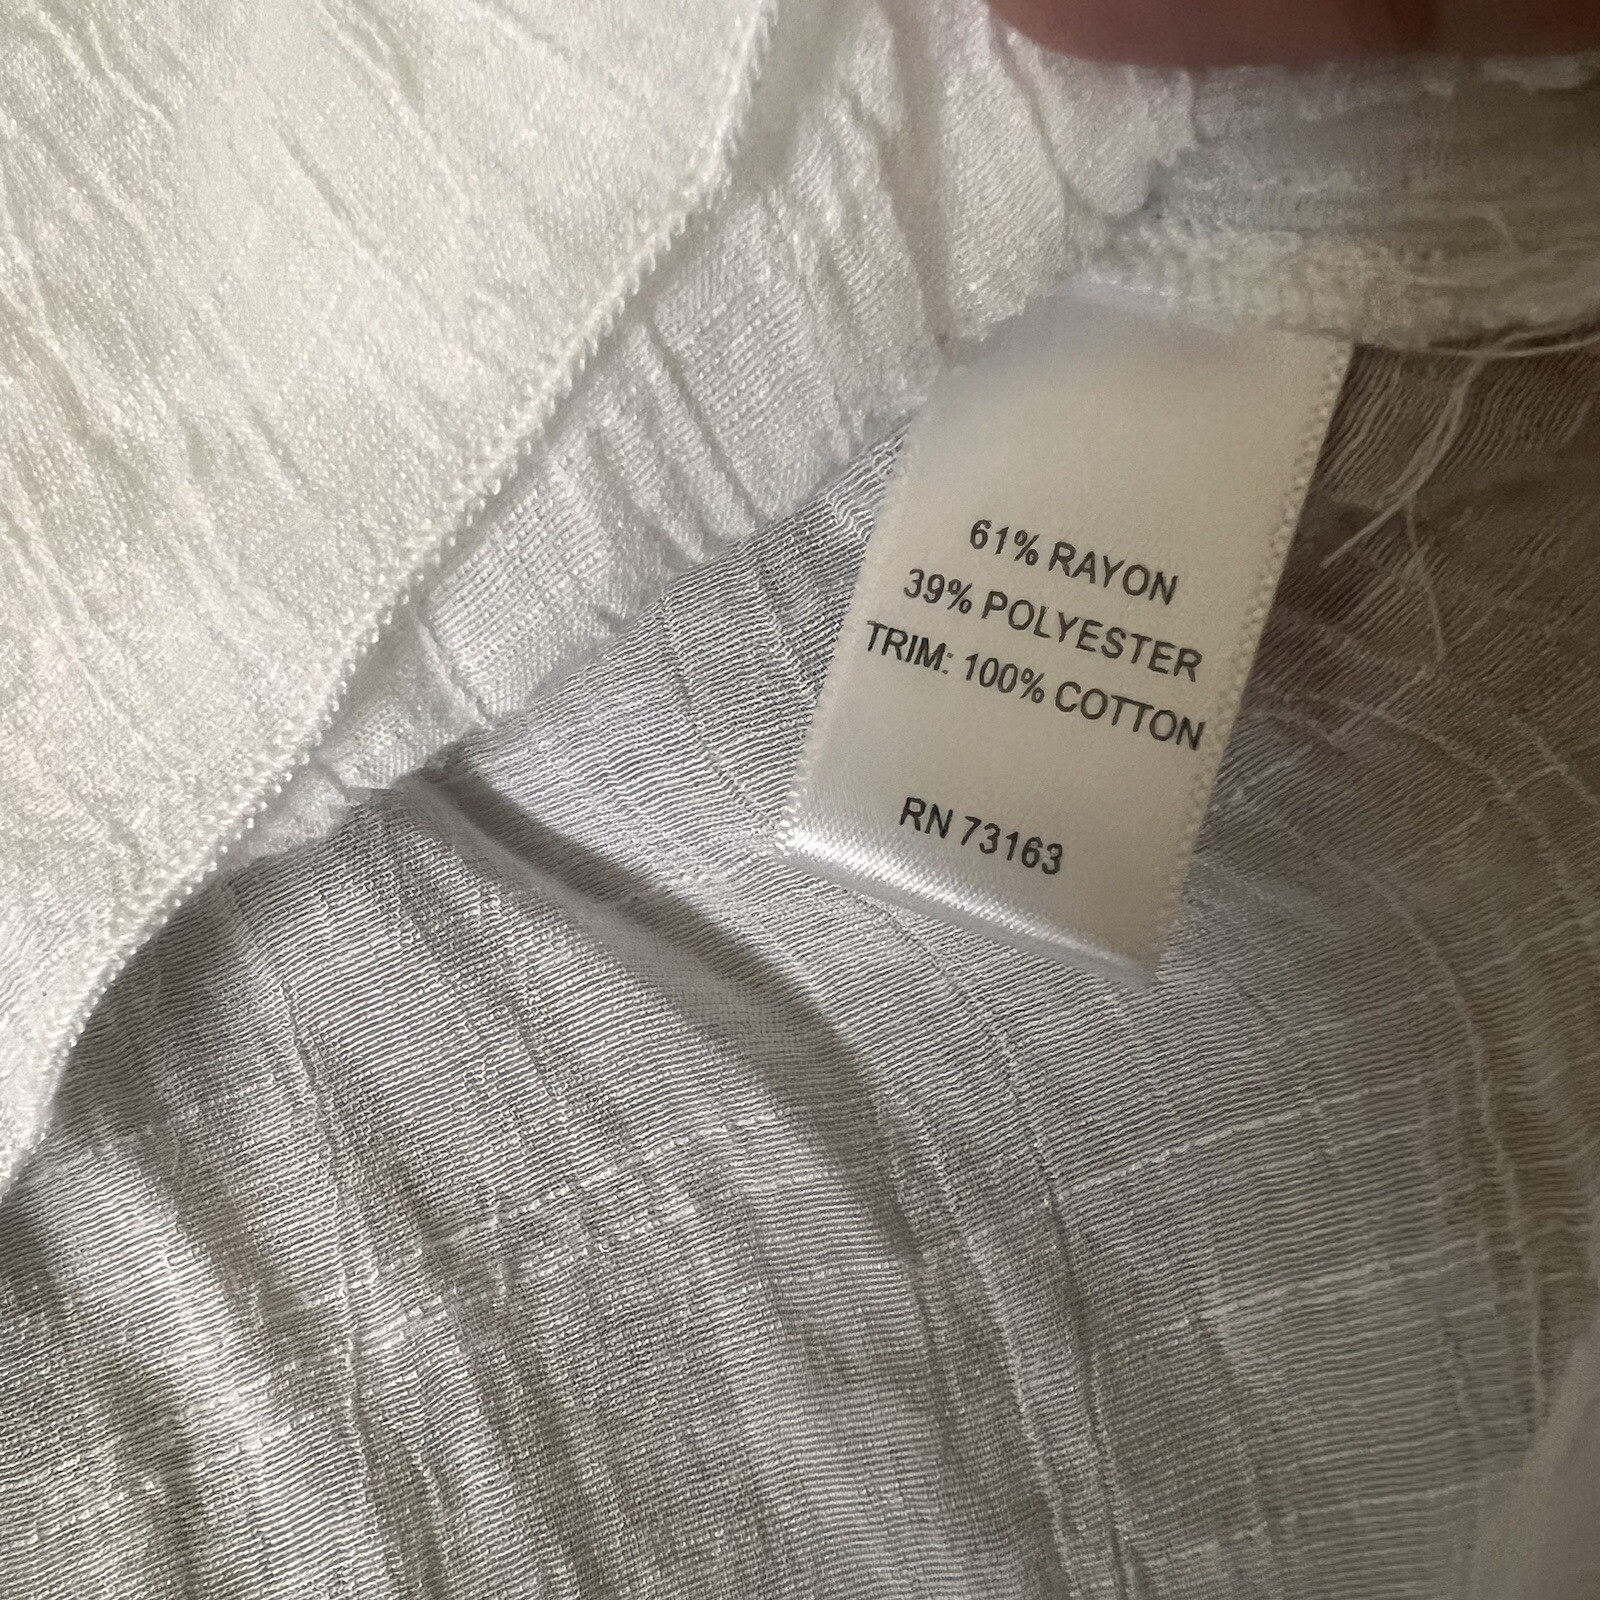 61% RAYON
39% POLYESTER
TRIM: 100% COTTON
RN 73163